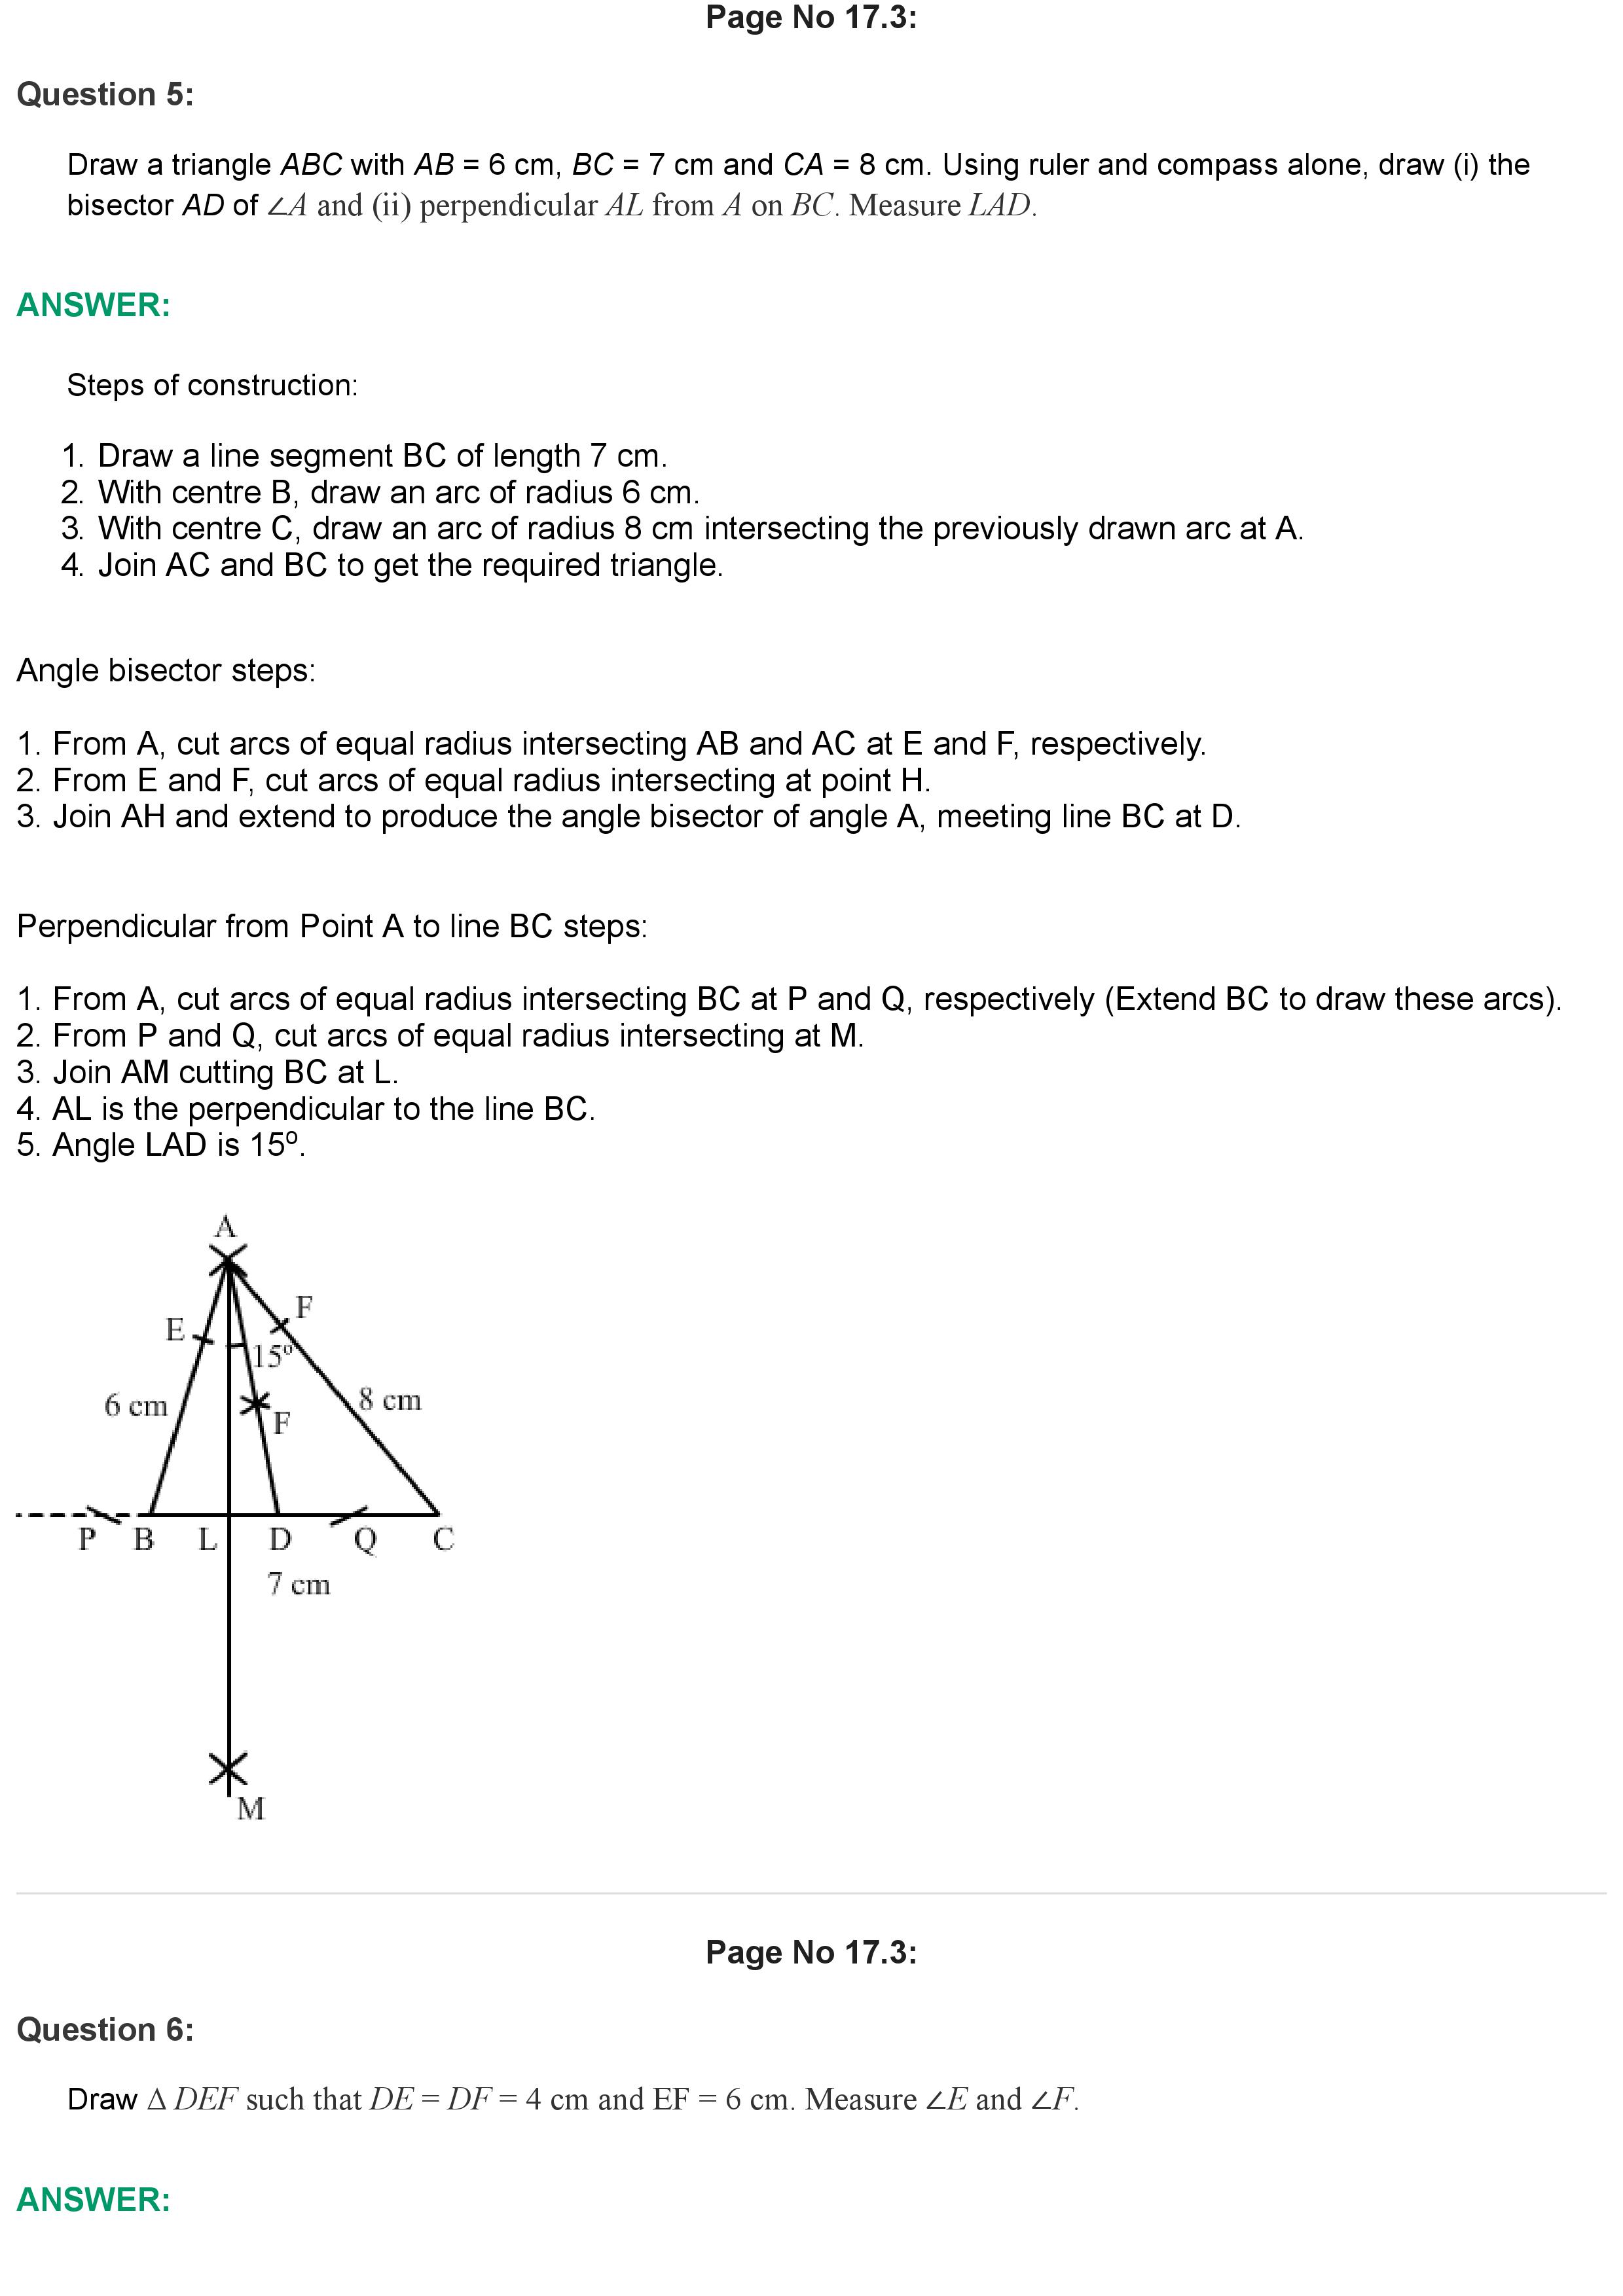 Page No 17.3:
Question 5:
Draw a triangle ABC with AB = 6 cm, BC = 7 cm and CA = 8 cm. Using ruler and compass alone, draw (i) the
bisector AD of ∠A and (ii) perpendicular AL from A on BC. Measure LAD.
ANSWER:
Steps of construction:
1. Draw a line segment BC of length 7 cm.
2. With centre B, draw an arc of radius 6 cm.
3. With centre C, draw an arc of radius 8 cm intersecting the previously drawn arc at A.
4. Join AC and BC to get the required triangle.
Angle bisector steps:
1. From A, cut arcs of equal radius intersecting AB and AC at E and F, respectively.
2. From E and F, cut arcs of equal radius intersecting at point H.
3. Join AH and extend to produce the angle bisector of angle A, meeting line BC at D.
Perpendicular from Point A to line BC steps:
1. From A, cut arcs of equal radius intersecting BC at P and Q, respectively (Extend BC to draw these arcs).
2. From P and Q, cut arcs of equal radius intersecting at M.
3. Join AM cutting BC at L.
4. AL is the perpendicular to the line BC.
5. Angle LAD is 15º.
A
F
E
15º
6 cm
8 cm
F
P B L D Q C
7 cm
M
Page No 17.3:
Question 6:
Draw Δ DEF such that DE = DF = 4 cm and EF = 6 cm. Measure ∠E and ∠F.
ANSWER: